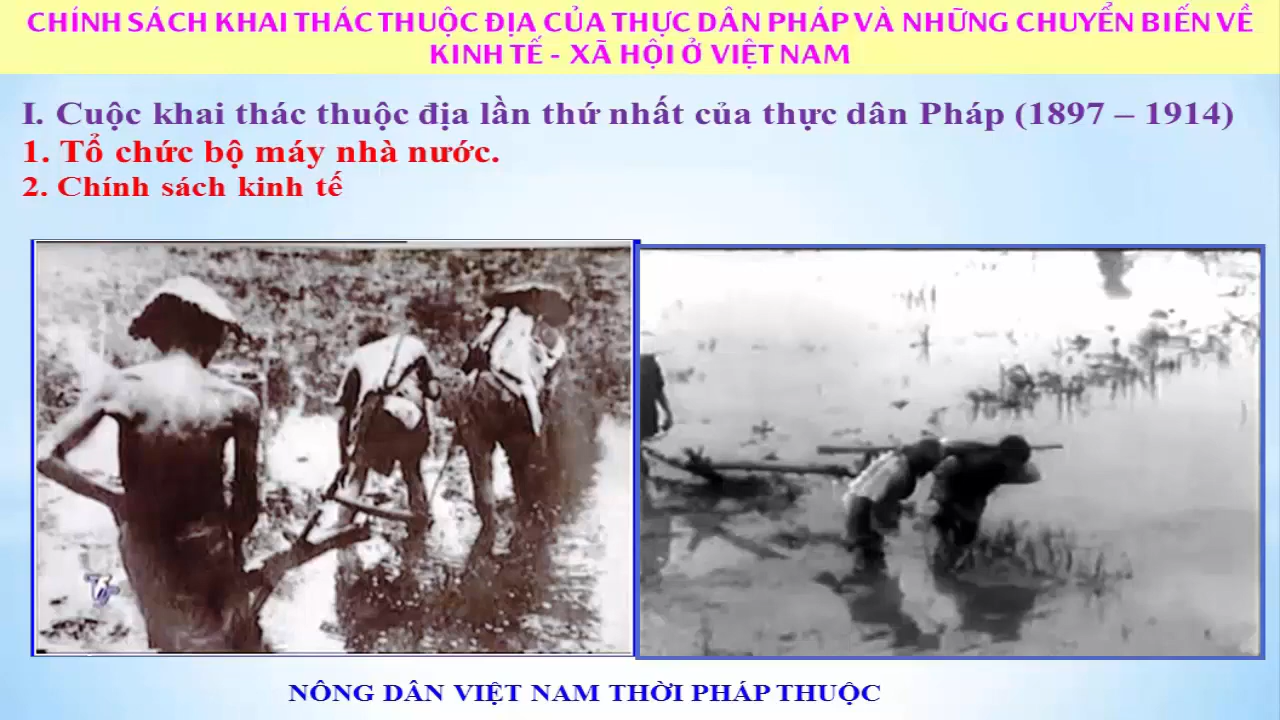 CHÍNH SÁCH KHAI THÁC THUỘC ĐỊA CỦA THỰC DÂN PHÁP VÀ NHỮNG CHUYỂN BIẾN VỀ
KINH TẾ - XÃ HỘI Ở VIỆT NAM
I. Cuộc khai thác thuộc địa lần thứ nhất của thực dân Pháp (1897 – 1914)
1. Tổ chức bộ máy nhà nước.
2. Chính sách kinh tế
NÔNG DÂN VIỆT NAM THỜI PHÁP THUỘC